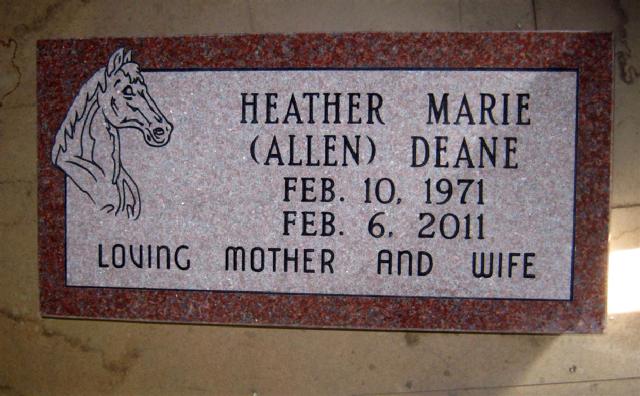 HEATHER MARIE
(ALLEN) DEANE
FEB. 10, 1971
FEB. 6, 2011
LOVING MOTHER AND WIFE